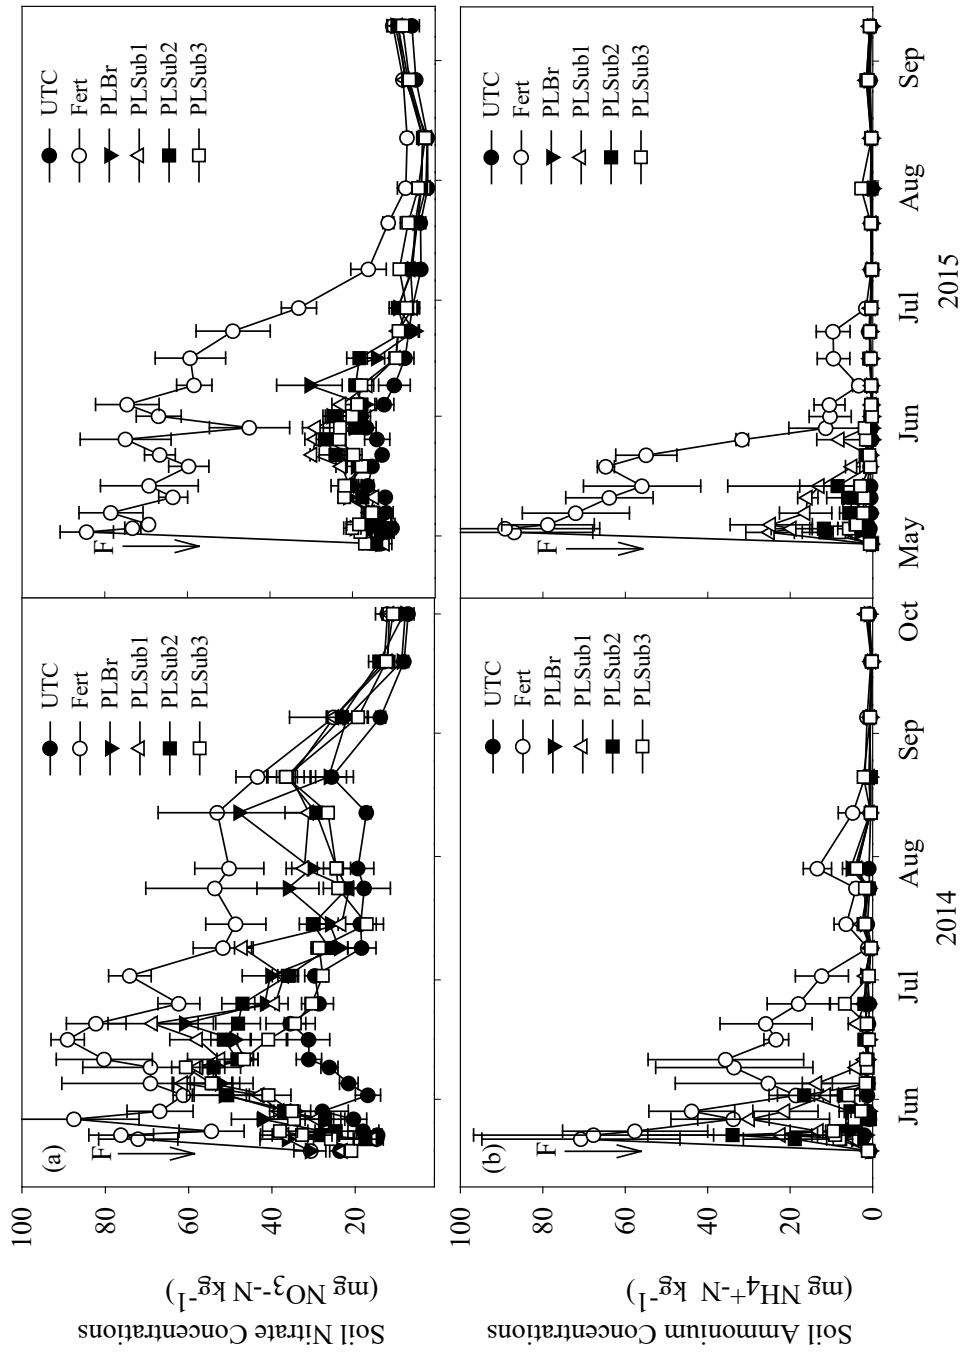 Soil Nitrate Concentrations
(mg NO3--N kg-1)
100
80
60
40
20
(a)
F
UTC
Fert
PLBr
PLSub1
PLSub2
PLSub3
F
UTC
Fert
PLBr
PLSub1
PLSub2
PLSub3
Soil Ammonium Concentrations
(mg NH4+-N kg-1)
100
80
60
40
20
0
(b)
F
UTC
Fert
PLBr
PLSub1
PLSub2
PLSub3
F
UTC
Fert
PLBr
PLSub1
PLSub2
PLSub3
Jun Jul Aug Sep Oct May Jun Jul Aug Sep
2014 2015